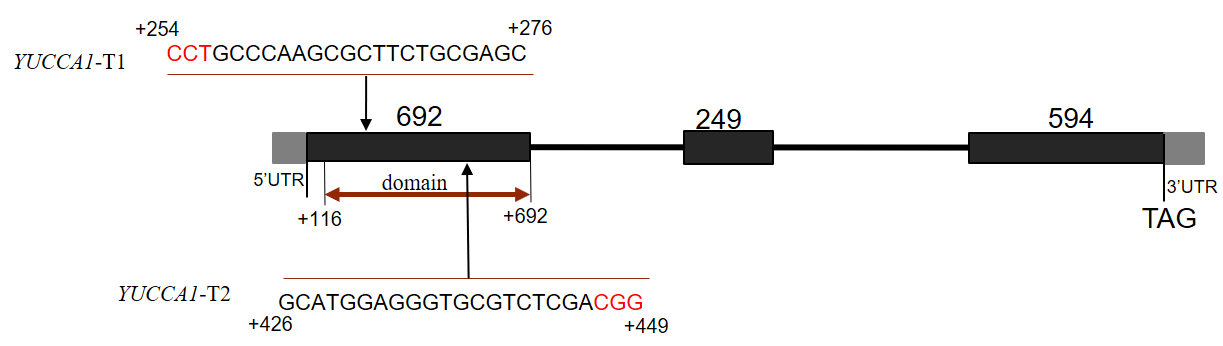 +254
+276
YUCCA1-T1
CCTGCCCAAGCGCTTCTGCGAGC
692
249
594
5'UTR
domain
3'UTR
+116
+692
TAG
YUCCA1-T2
GCATGGAGGGTGCGTCTCGACGG
+426
+449